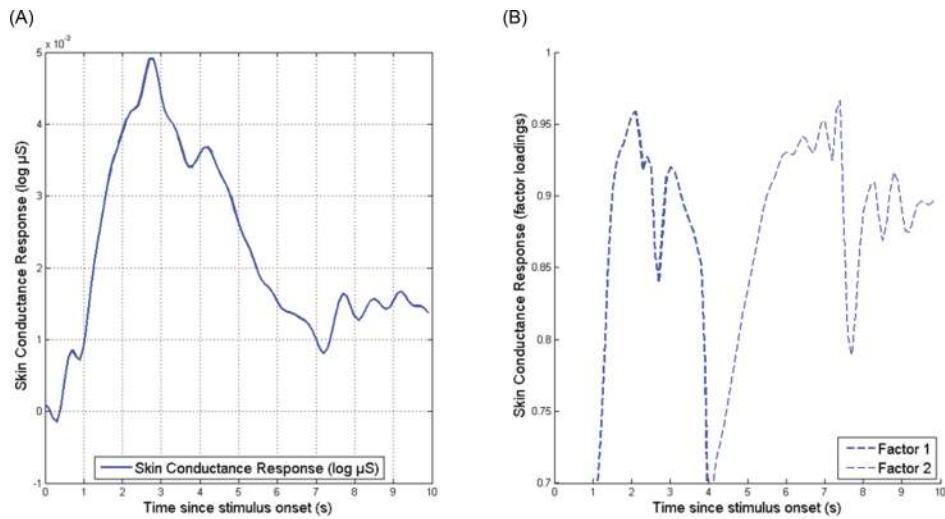 (A)
× 10⁻³
5
4
3
2
1
0
-1
Skin Conductance Response (log µS)
Skin Conductance Response (log µS)
0 1 2 3 4 5 6 7 8 9 10
Time since stimulus onset (s)
(B)
1
0.95
0.9
0.85
0.8
0.75
0.7
Skin Conductance Response (factor loadings)
Factor 1
Factor 2
0 1 2 3 4 5 6 7 8 9 10
Time since stimulus onset (s)